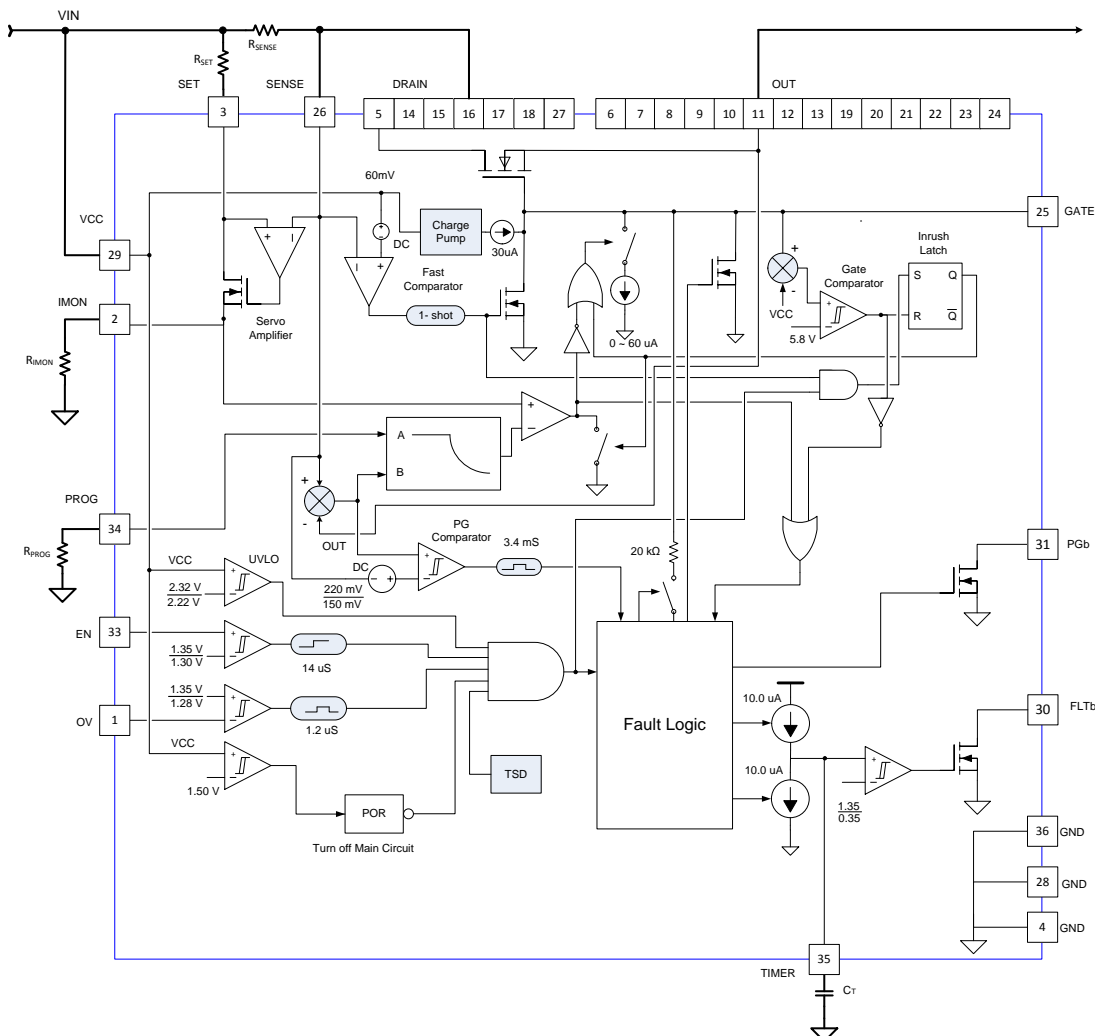 VIN
RSENSE
RSET
SET
SENSE
DRAIN
OUT
3
26
5 14 15 16 17 18 27
6 7 8 9 10 11 12 13 19 20 21 22 23 24
60mV
VCC
29
DC
Charge
Pump
30uA
Fast
Comparator
25
GATE
Inrush
Latch
S
Q
R
Q
Gate
Comparator
VCC
5.8 V
IMON
2
RIMON
Servo
Amplifier
1- shot
0 ~ 60 uA
A
B
PROG
34
RPROG
OUT
PG
Comparator
3.4 mS
20 kΩ
DC
220 mV
150 mV
31
PGb
VCC
UVLO
2.32 V
2.22 V
EN
33
1.35 V
1.30 V
14 uS
1.35 V
1.28 V
1.2 uS
OV
1
VCC
1.50 V
POR
Turn off Main Circuit
TSD
Fault Logic
10.0 uA
10.0 uA
30
FLTb
1.35
0.35
36
GND
28
GND
4
GND
35
TIMER
CT